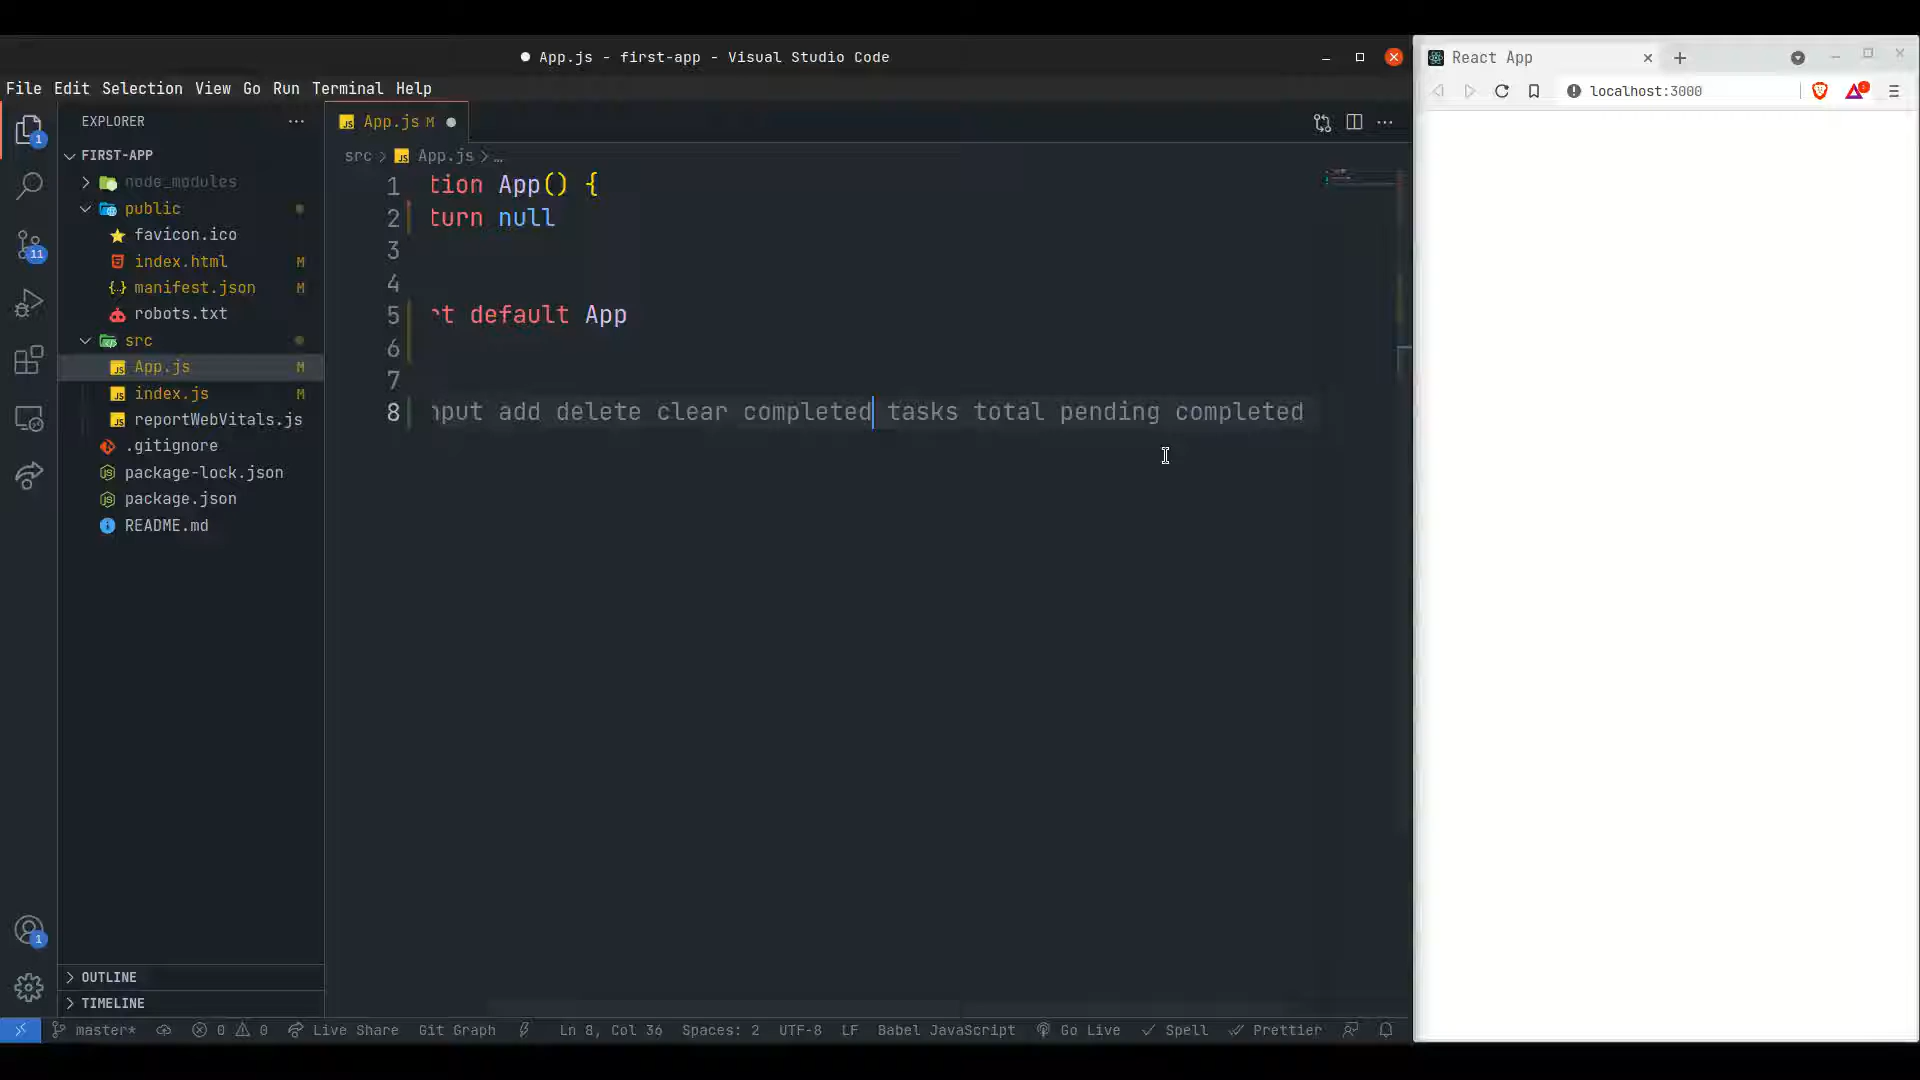 App.js - first-app - Visual Studio Code
File Edit Selection View Go Run Terminal Help
React App
localhost:3000
EXPLORER
FIRST-APP
node_modules
public
favicon.ico
index.html M
manifest.json M
robots.txt
src
App.js M
index.js M
reportWebVitals.js
.gitignore
package-lock.json
package.json
README.md
OUTLINE
TIMELINE
1
11
1
App.js M
src > App.js > …
1 tion App() {
2 turn null
3
4
5 rt default App
6
7
8 nput add delete clear completed tasks total pending completed
master* 0 0 Live Share Git Graph Ln 8, Col 36 Spaces: 2 UTF-8 LF Babel JavaScript Go Live Spell Prettier